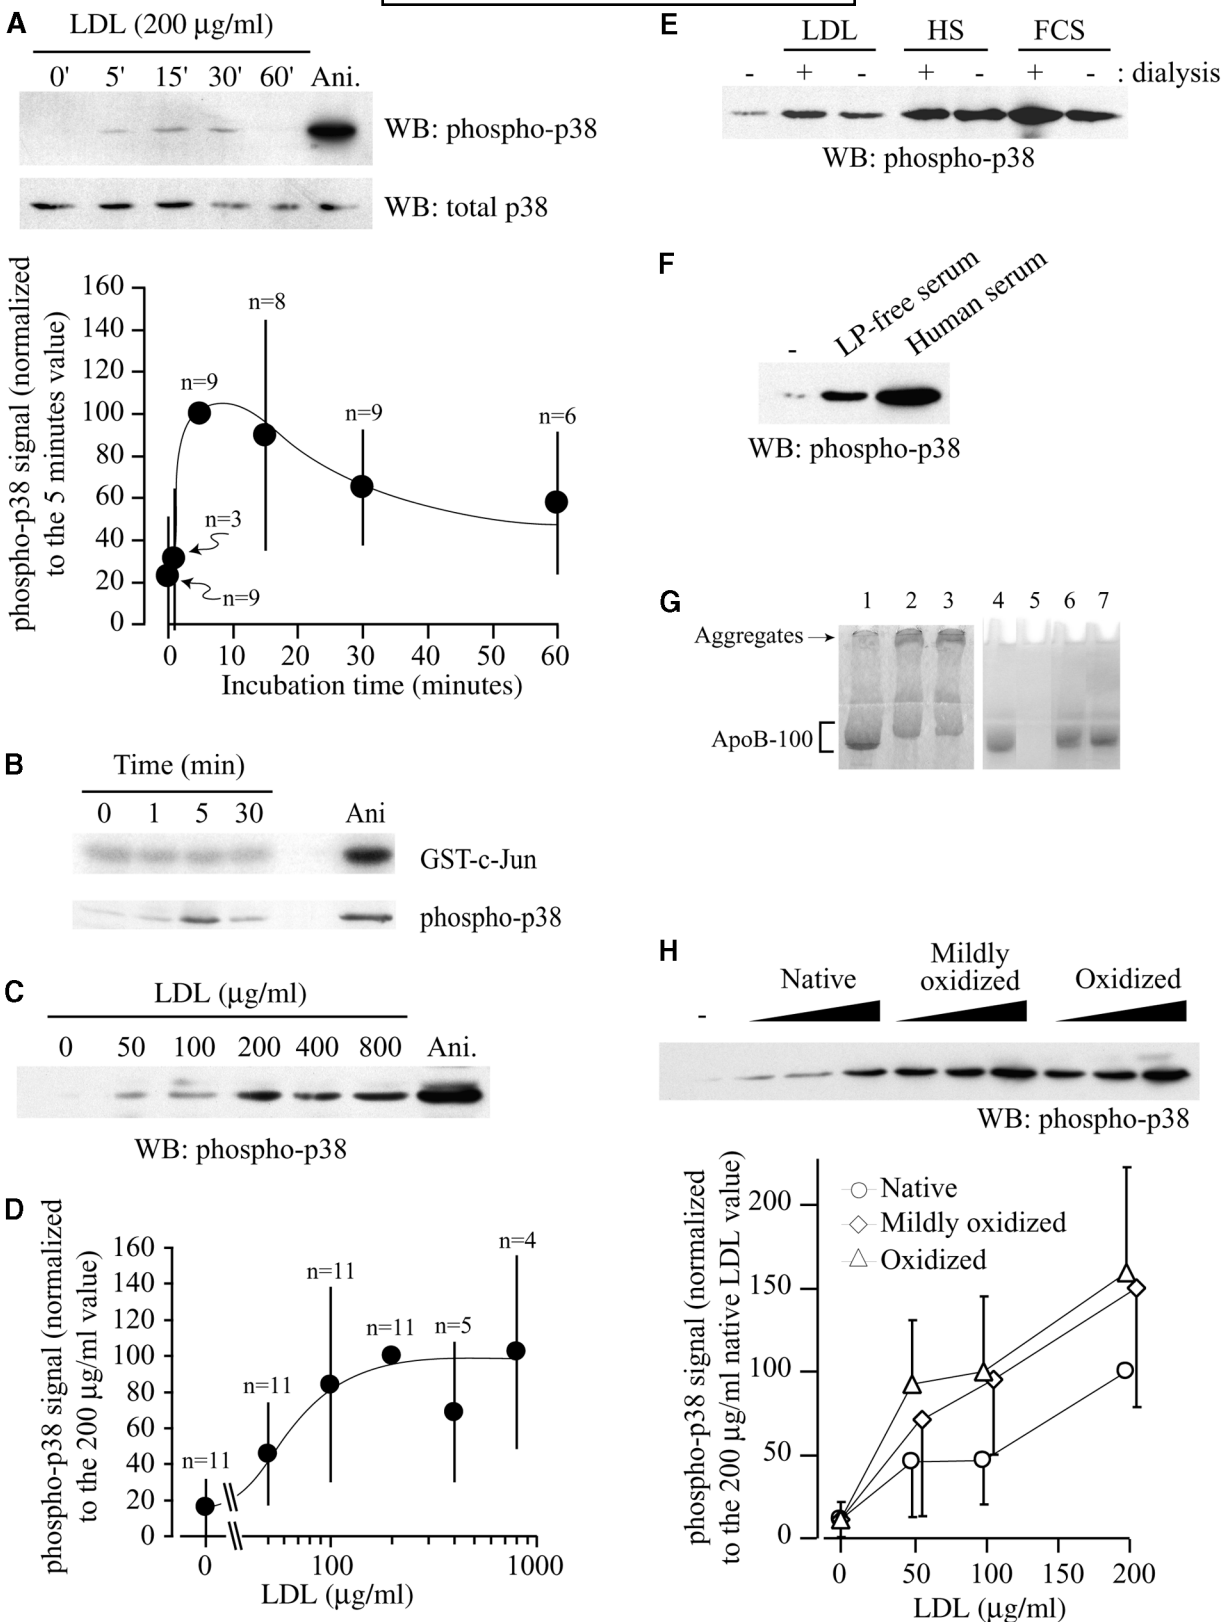 A
LDL (200 µg/ml)
0' 5' 15' 30' 60' Ani.
WB: phospho-p38
WB: total p38
phospho-p38 signal (normalized
to the 5 minutes value)
160
140
120
100
80
60
40
20
0
n=9
n=3
n=9
n=8
n=9
n=6
0 10 20 30 40 50 60
Incubation time (minutes)
B
Time (min)
0 1 5 30 Ani
GST-c-Jun
phospho-p38
C
LDL (µg/ml)
0 50 100 200 400 800 Ani.
WB: phospho-p38
D
phospho-p38 signal (normalized
to the 200 µg/ml value)
160
140
120
100
80
60
40
20
0
n=11
n=11
n=11
n=11
n=5
n=4
0 100 1000
LDL (µg/ml)
E
LDL HS FCS
- + - + - + - : dialysis
WB: phospho-p38
F
- LP-free serum Human serum
WB: phospho-p38
G
1 2 3 4 5 6 7
Aggregates
ApoB-100
H
Native Mildly oxidized Oxidized
-
WB: phospho-p38
phospho-p38 signal (normalized
to the 200 µg/ml native LDL value)
200
150
100
50
0
Native
Mildly oxidized
Oxidized
0 50 100 150 200
LDL (µg/ml)